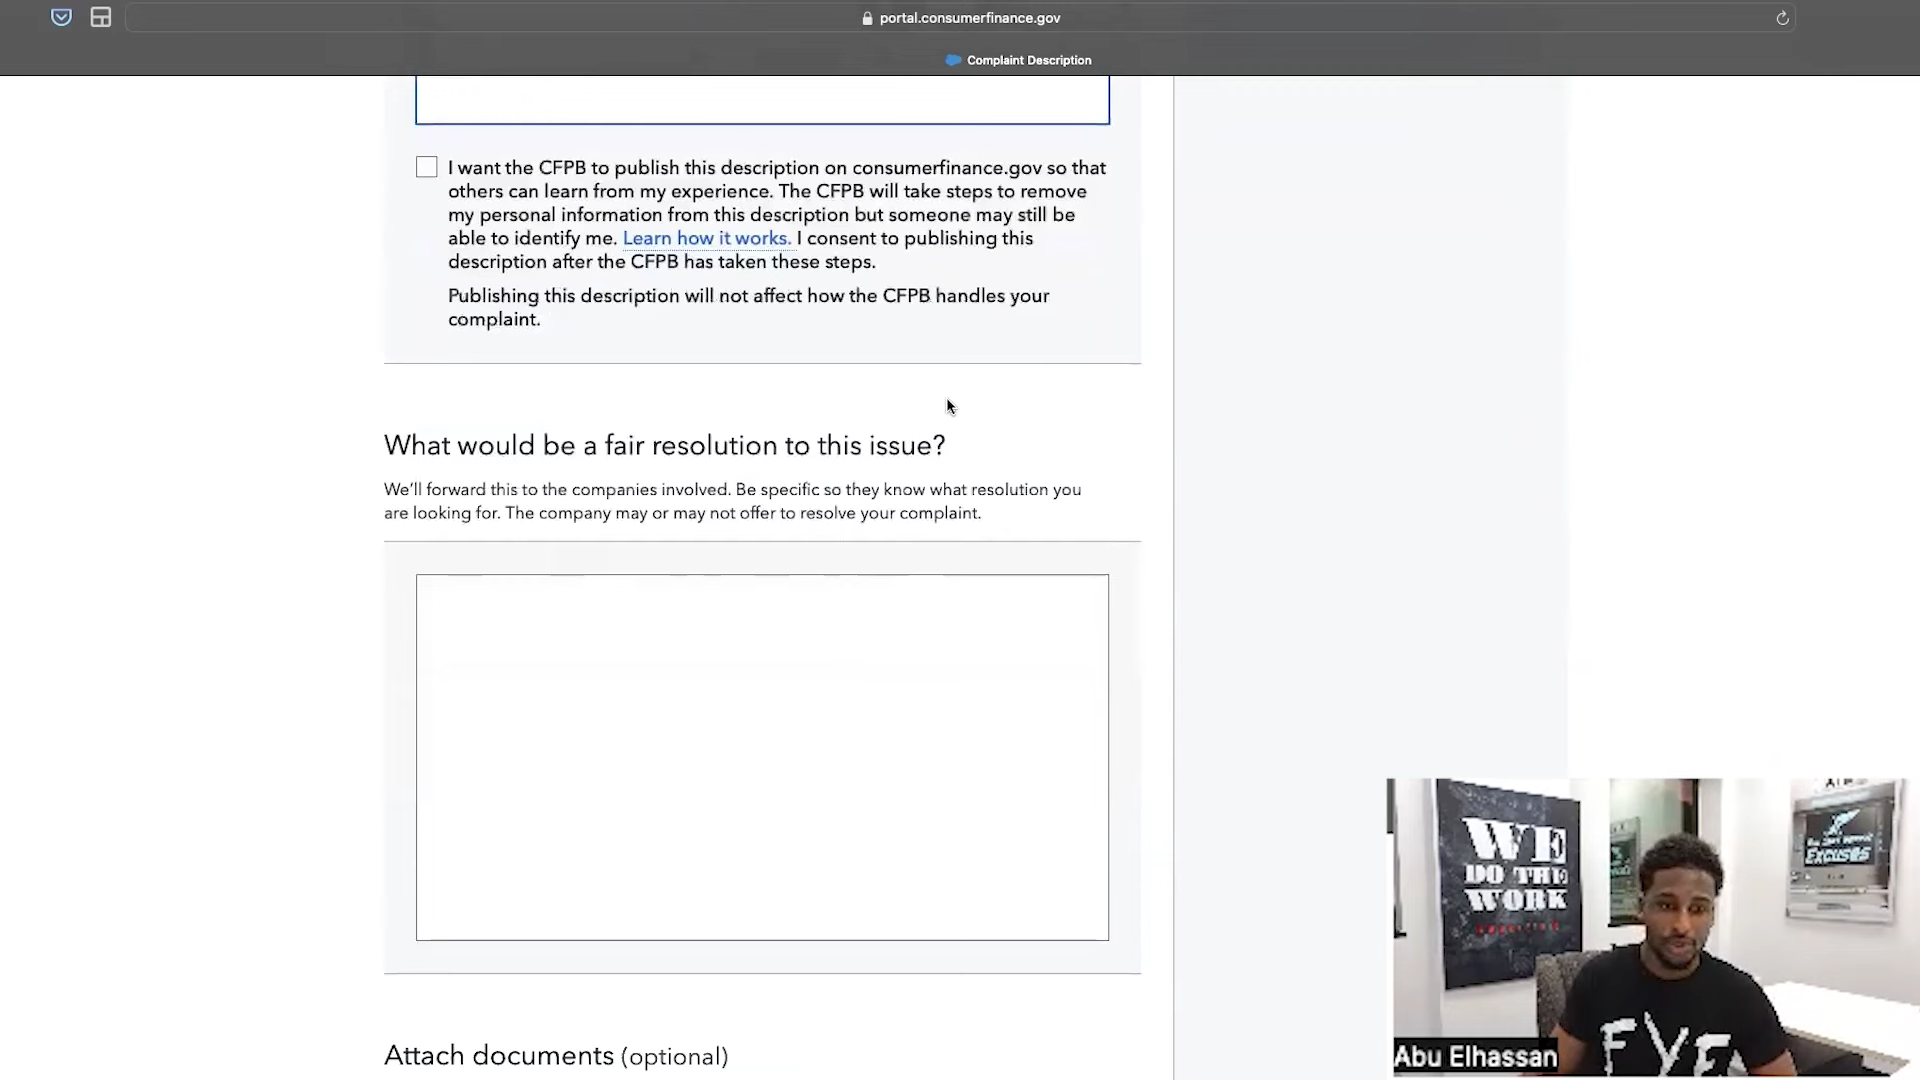 portal.consumerfinance.gov
Complaint Description
I want the CFPB to publish this description on consumerfinance.gov so that
others can learn from my experience. The CFPB will take steps to remove
my personal information from this description but someone may still be
able to identify me. Learn how it works. I consent to publishing this
description after the CFPB has taken these steps.
Publishing this description will not affect how the CFPB handles your
complaint.
What would be a fair resolution to this issue?
We'll forward this to the companies involved. Be specific so they know what resolution you
are looking for. The company may or may not offer to resolve your complaint.
Attach documents (optional)
WE
DO THE
WORK
EXCUSES
Abu Elhassan
EYE